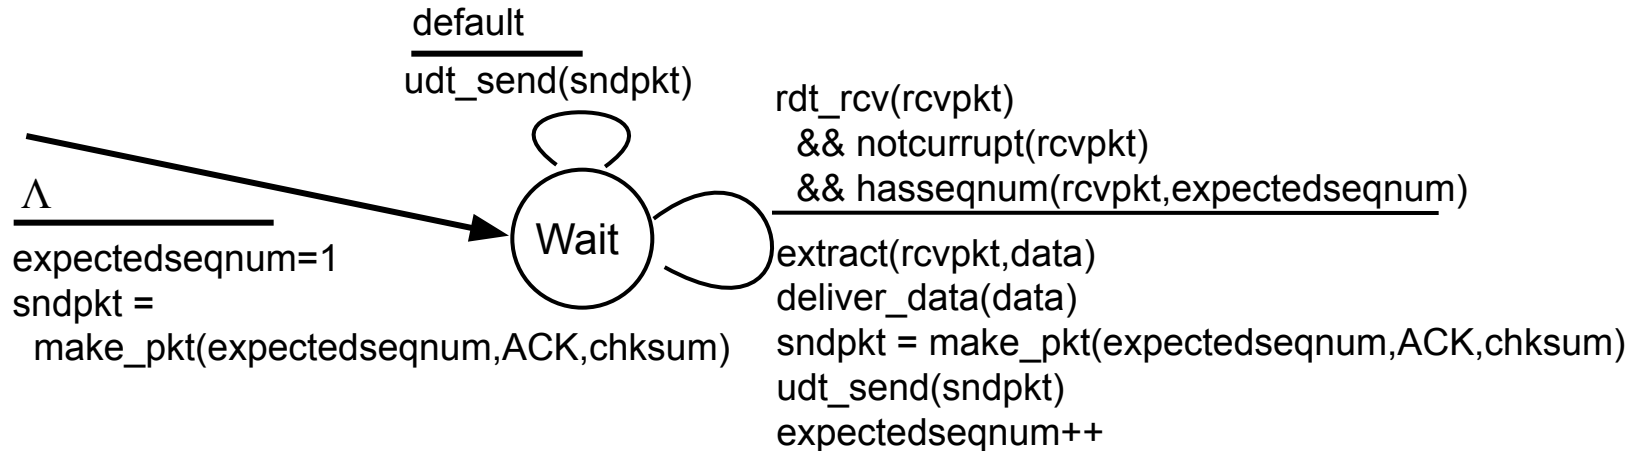 default
udt_send(sndpkt)
rdt_rcv(rcvpkt)
&& notcurrupt(rcvpkt)
&& hasseqnum(rcvpkt,expectedseqnum)
Λ
Wait
expectedseqnum=1
sndpkt =
make_pkt(expectedseqnum,ACK,chksum)
extract(rcvpkt,data)
deliver_data(data)
sndpkt = make_pkt(expectedseqnum,ACK,chksum)
udt_send(sndpkt)
expectedseqnum++